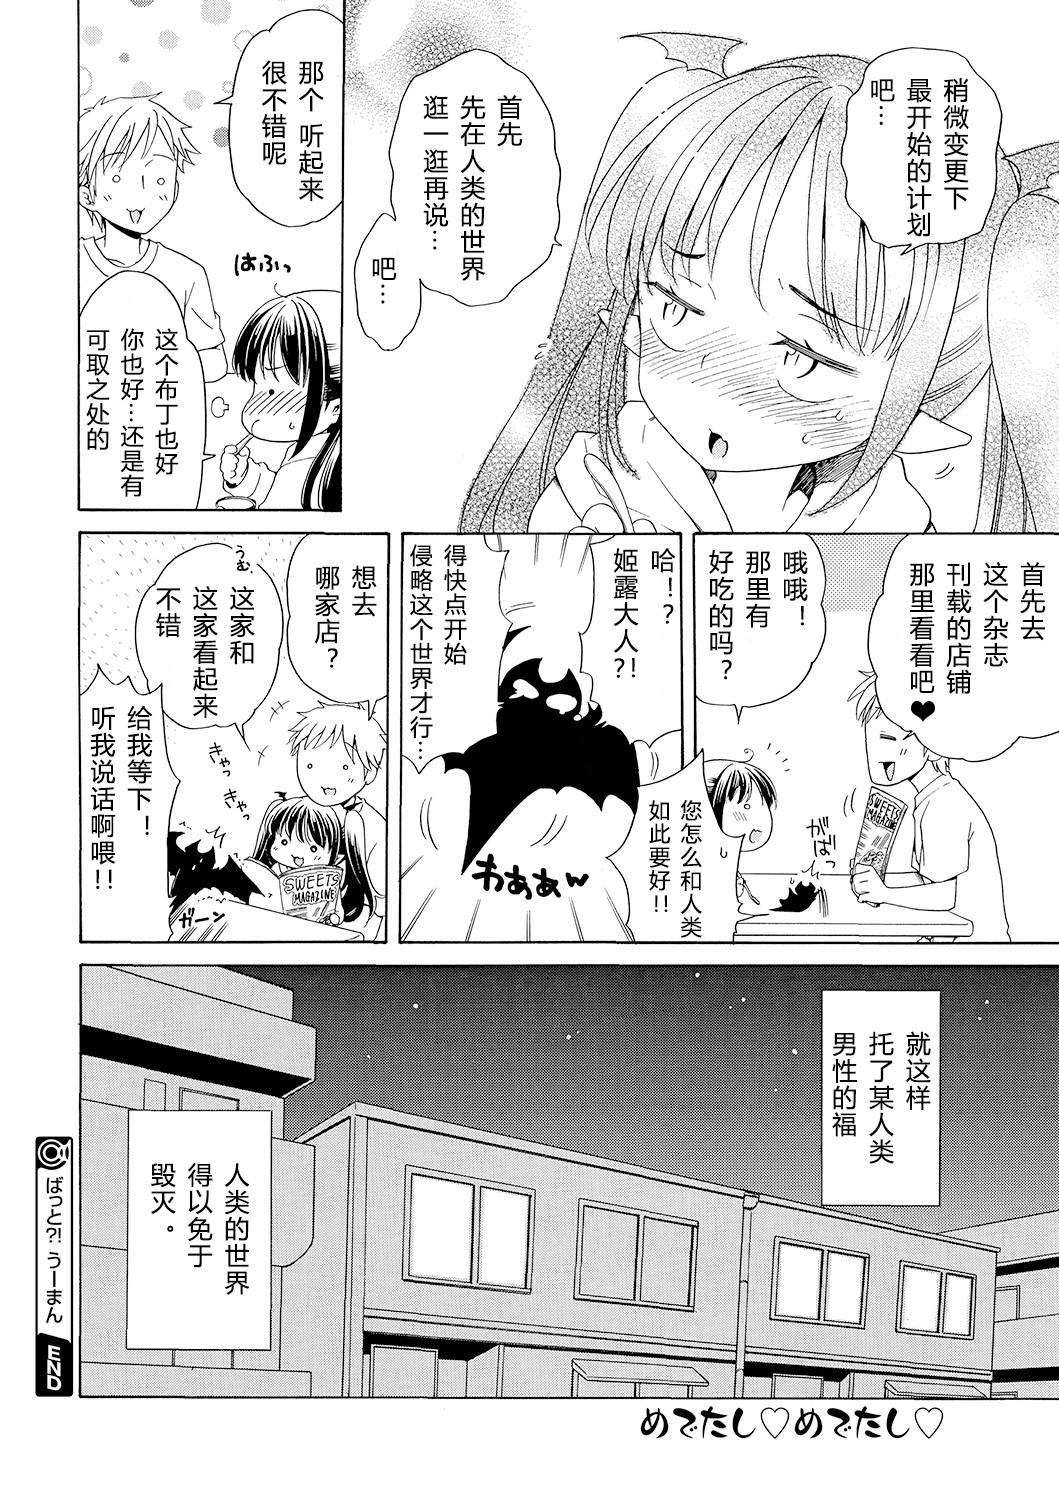 稍微变更下
最开始的计划
吧…
首先
先在人类的世界
逛一逛再说…
吧…
那个 听起来
很不错呢
はふっ
这个布丁也好
你也好…还是有
可取之处的
首先去
这个杂志
刊载的店铺
那里看看吧❤
哦哦！
那里有
好吃的吗？
SWEETS
MAGAZINE
がばっ
哈！？
姬露大人?!
您怎么和人类
如此要好!!
得快点开始
侵略这个世界才行…
わぁぁぁw
想去
哪家店？
うむ
这家和
这家看起来
不错
きゃっ
きゃっ
SWEETS
MAGAZINE
给我等下！
听我说话啊喂!!
ガーン
就这样
托了某人类
男性的福
人类的世界
得以免于
毁灭。
ばっと?!うーまん
END
めでたし♡めでたし♡